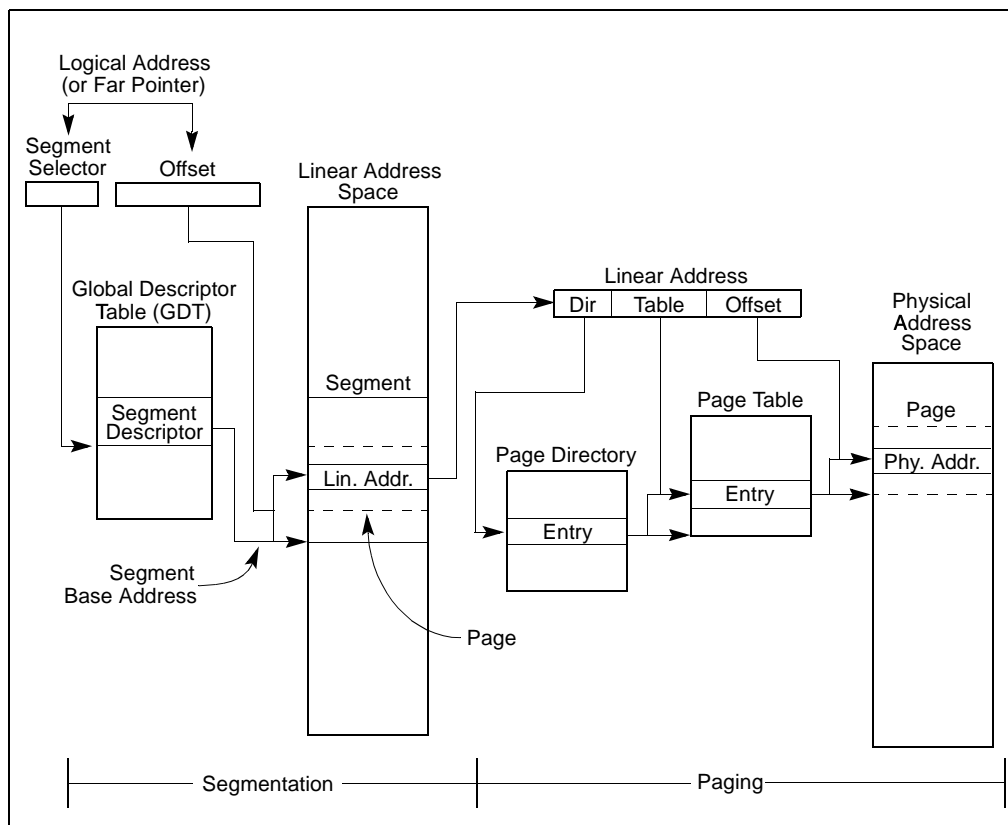 Logical Address
(or Far Pointer)
Segment
Selector
Offset
Linear Address
Space
Global Descriptor
Table (GDT)
Segment
Descriptor
Segment
Lin. Addr.
Segment
Base Address
Page
Linear Address
Dir
Table
Offset
Page Directory
Entry
Page Table
Entry
Physical
Address
Space
Page
Phy. Addr.
Segmentation
Paging